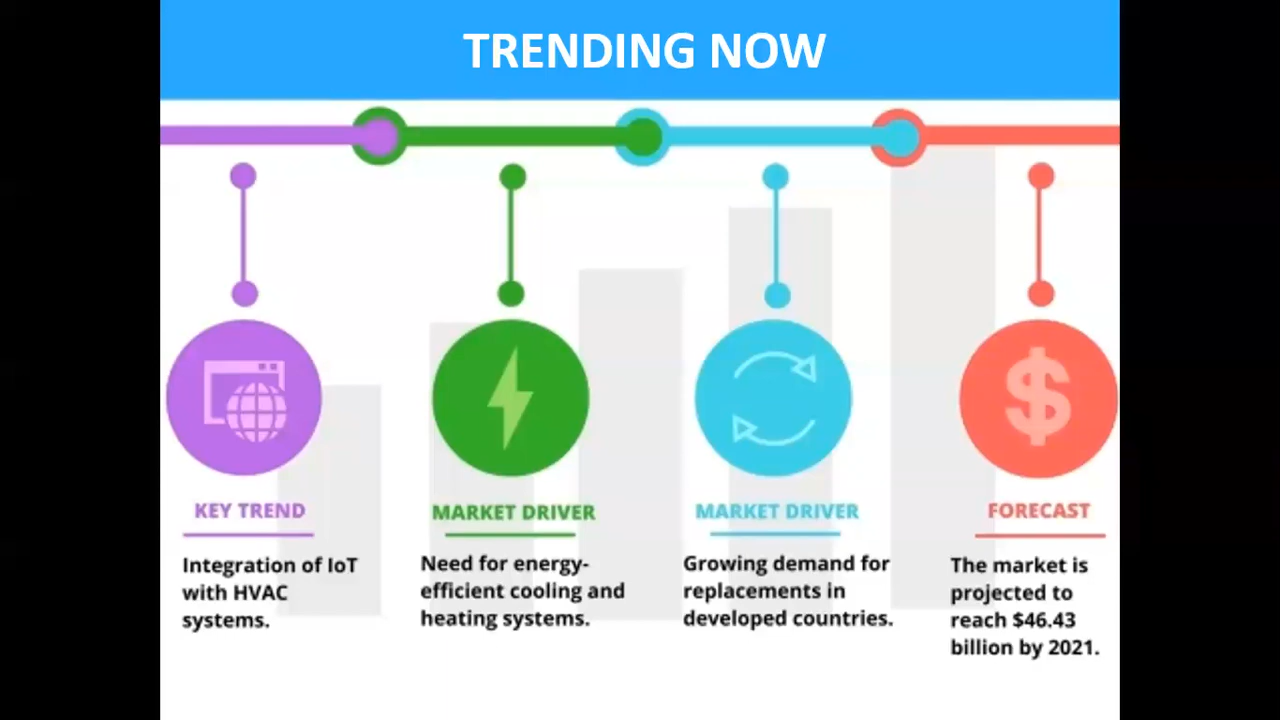 TRENDING NOW
KEY TREND
Integration of IoT
with HVAC
systems.
MARKET DRIVER
Need for energy-
efficient cooling and
heating systems.
MARKET DRIVER
Growing demand for
replacements in
developed countries.
FORECAST
The market is
projected to
reach $46.43
billion by 2021.